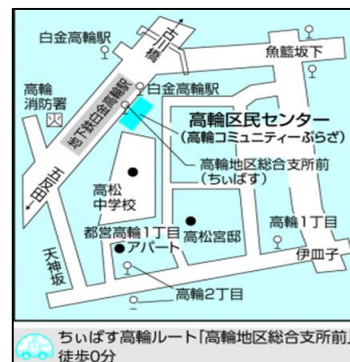 古川橋
白金高輪駅
魚籃坂下
高輪
消防署
白金高輪駅
地下鉄白金高輪駅
高輪区民センター
(高輪コミュニティーぷらざ)
高輪地区総合支所前
(ちぃばす)
五反田
高松
中学校
都営高輪1丁目
アパート
高松宮邸
高輪1丁目
伊皿子
天神坂
高輪2丁目
ちぃばす高輪ルート「高輪地区総合支所前」
徒歩0分